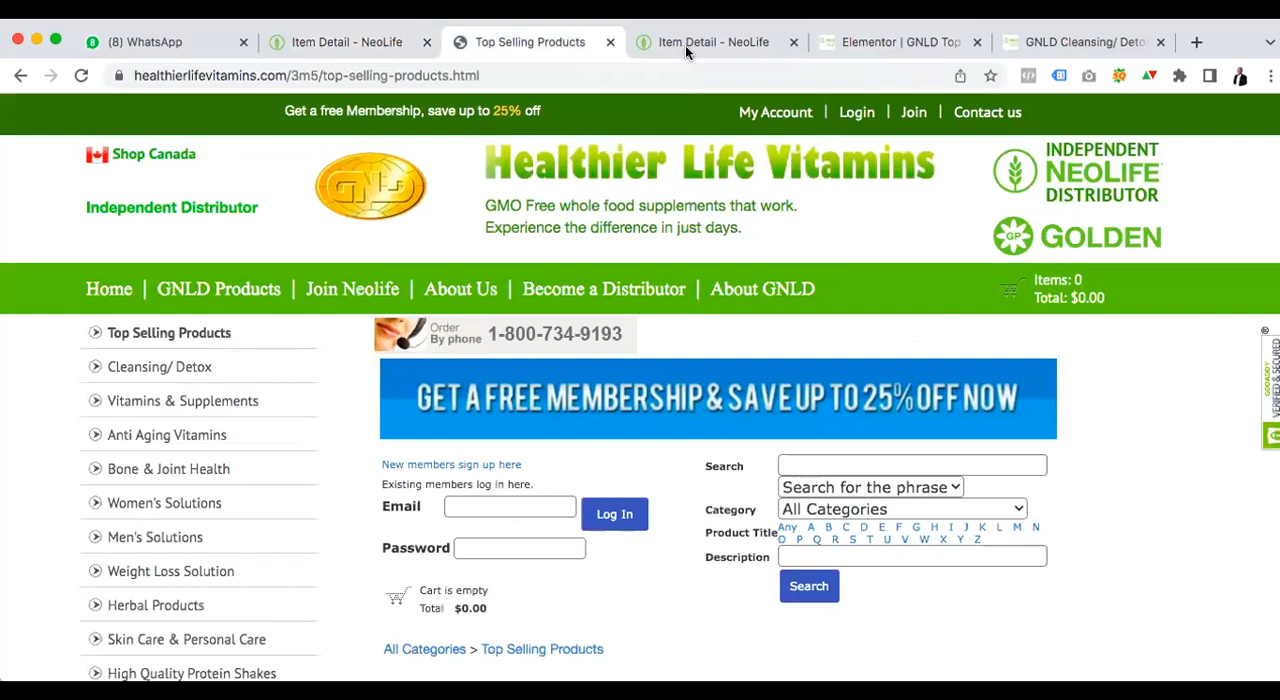 (8) WhatsApp
Item Detail - NeoLife
Top Selling Products
Item Detail - NeoLife
Elementor | GNLD Top
GNLD Cleansing/ Deto
healthierlifevitamins.com/3m5/top-selling-products.html
Get a free Membership, save up to 25% off
My Account | Login | Join | Contact us
Shop Canada
Independent Distributor
GNLD
Healthier Life Vitamins
GMO Free whole food supplements that work.
Experience the difference in just days.
INDEPENDENT
NEOLIFE
DISTRIBUTOR
GP GOLDEN
Home | GNLD Products | Join Neolife | About Us | Become a Distributor | About GNLD
Items: 0
Total: $0.00
Top Selling Products
Cleansing/ Detox
Vitamins & Supplements
Anti Aging Vitamins
Bone & Joint Health
Women's Solutions
Men's Solutions
Weight Loss Solution
Herbal Products
Skin Care & Personal Care
High Quality Protein Shakes
Order
By phone 1-800-734-9193
GET A FREE MEMBERSHIP & SAVE UP TO 25% OFF NOW
New members sign up here
Existing members log in here.
Email
Log In
Password
Cart is empty
Total $0.00
Search
Search for the phrase
Category
All Categories
Product Title
Any A B C D E F G H I J K L M N
O P Q R S T U V W X Y Z
Description
Search
All Categories > Top Selling Products
GODADDY
VERIFIED & SECURED